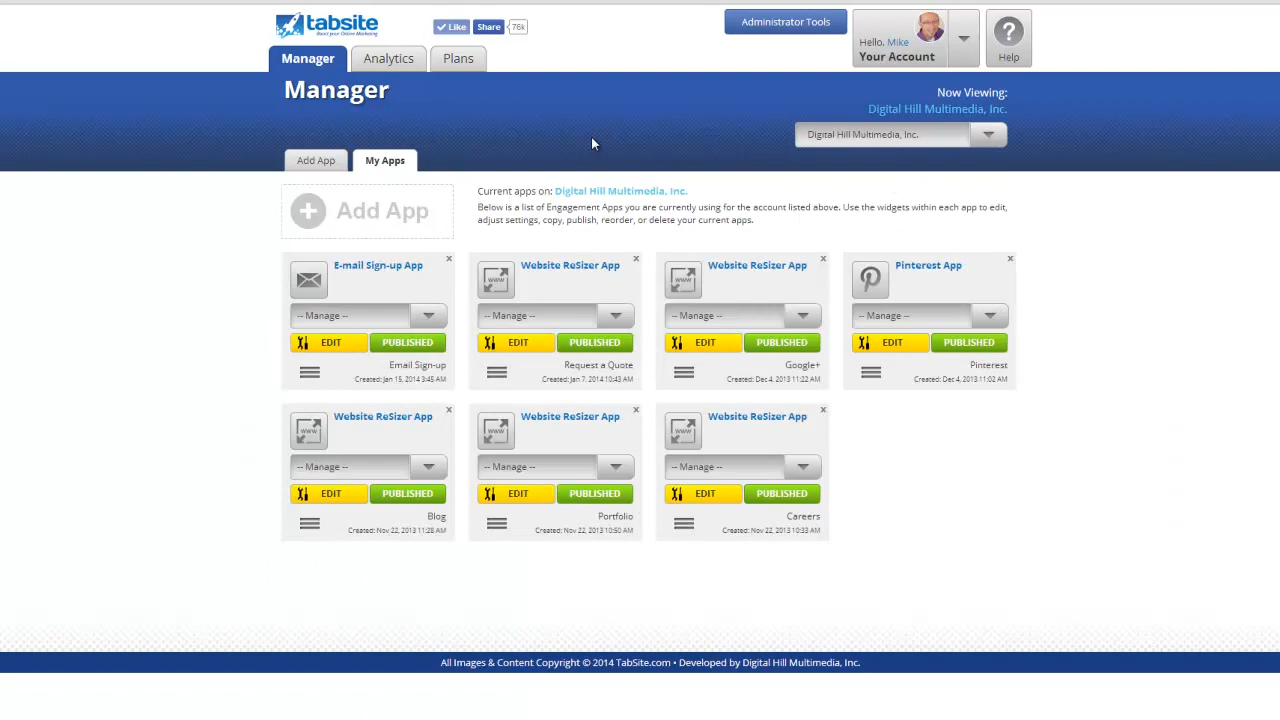 tabsite
Boost your Online Marketing
Like Share 76k
Administrator Tools
Hello, Mike
Your Account
Help
Manager Analytics Plans
Manager
Now Viewing:
Digital Hill Multimedia, Inc.
Digital Hill Multimedia, Inc.
Add App My Apps
Add App
Current apps on: Digital Hill Multimedia, Inc.
Below is a list of Engagement Apps you are currently using for the account listed above. Use the widgets within each app to edit,
adjust settings, copy, publish, reorder, or delete your current apps.
E-mail Sign-up App x
-- Manage --
EDIT PUBLISHED
Email Sign-up
Created: Jan 15, 2014 3:45 AM
www
Website ReSizer App x
-- Manage --
EDIT PUBLISHED
Request a Quote
Created: Jan 7, 2014 10:43 AM
www
Website ReSizer App x
-- Manage --
EDIT PUBLISHED
Google+
Created: Dec 4, 2013 11:22 AM
Pinterest App x
-- Manage --
EDIT PUBLISHED
Pinterest
Created: Dec 4, 2013 11:02 AM
www
Website ReSizer App x
-- Manage --
EDIT PUBLISHED
Blog
Created: Nov 22, 2013 11:28 AM
www
Website ReSizer App x
-- Manage --
EDIT PUBLISHED
Portfolio
Created: Nov 22, 2013 10:50 AM
www
Website ReSizer App x
-- Manage --
EDIT PUBLISHED
Careers
Created: Nov 22, 2013 10:33 AM
All Images & Content Copyright © 2014 TabSite.com • Developed by Digital Hill Multimedia, Inc.